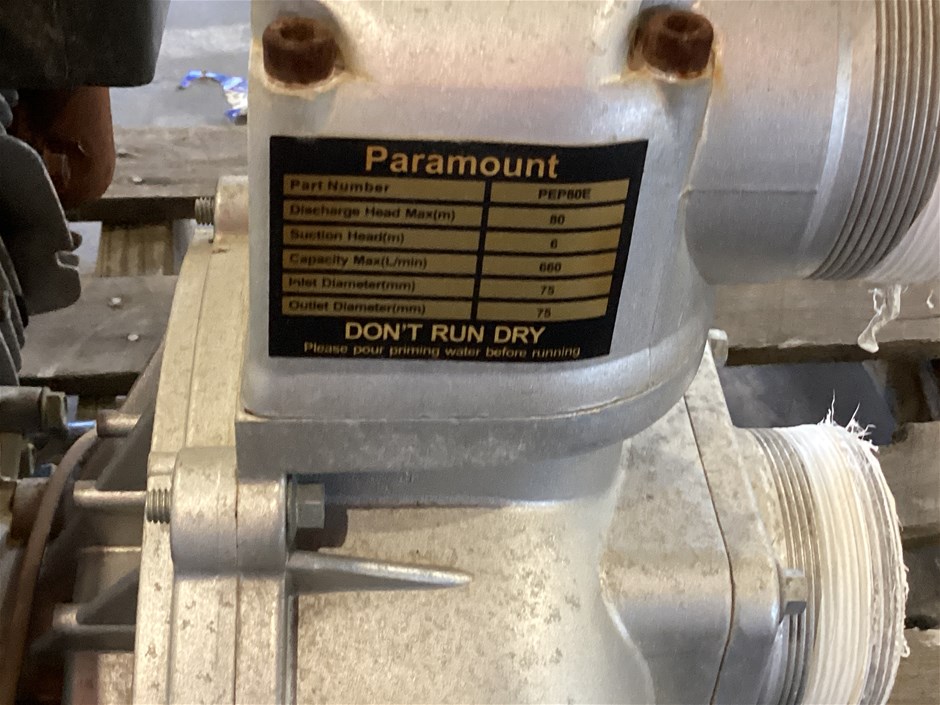 Paramount
Part Number PEP80E
Discharge Head Max(m) 80
Suction Head(m) 6
Capacity Max(L/min) 660
Inlet Diameter(mm) 75
Outlet Diameter(mm) 75
DON'T RUN DRY
Please pour priming water before running